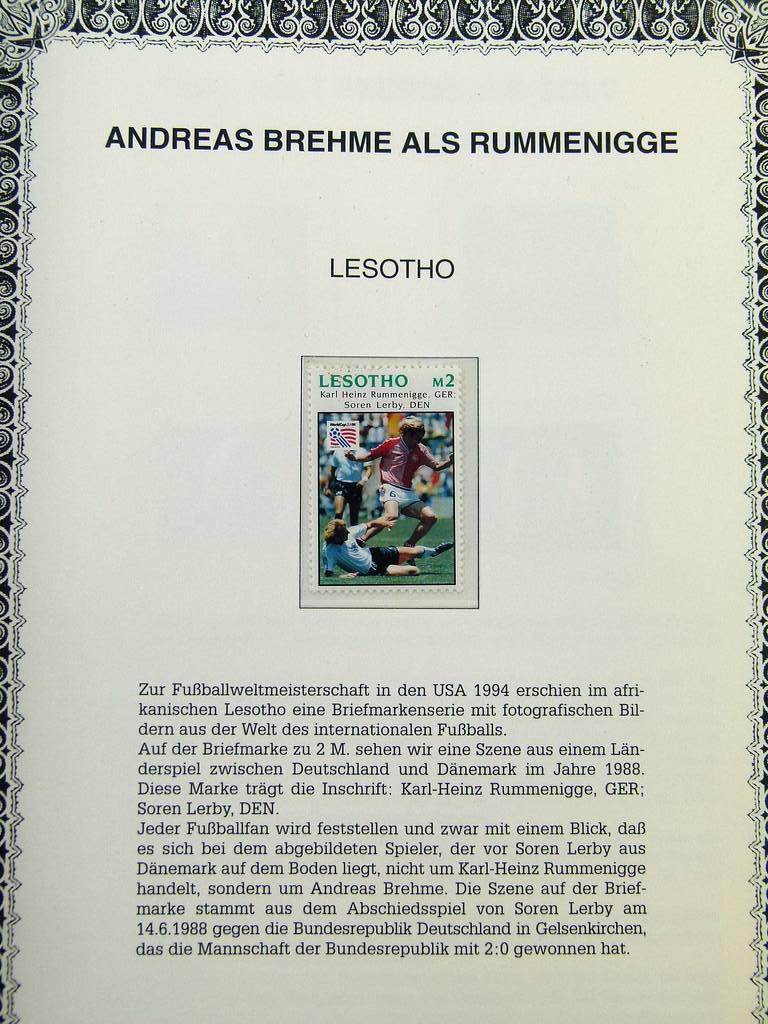 ANDREAS BREHME ALS RUMMENIGGE
LESOTHO
LESOTHO M2
Karl Heinz Rummenigge, GER;
Soren Lerby, DEN
6
Zur Fußballweltmeisterschaft in den USA 1994 erschien im afri-
kanischen Lesotho eine Briefmarkenserie mit fotografischen Bil-
dern aus der Welt des internationalen Fußballs.
Auf der Briefmarke zu 2 M. sehen wir eine Szene aus einem Län-
derspiel zwischen Deutschland und Dänemark im Jahre 1988.
Diese Marke trägt die Inschrift: Karl-Heinz Rummenigge, GER;
Soren Lerby, DEN.
Jeder Fußballfan wird feststellen und zwar mit einem Blick, daß
es sich bei dem abgebildeten Spieler, der vor Soren Lerby aus
Dänemark auf dem Boden liegt, nicht um Karl-Heinz Rummenigge
handelt, sondern um Andreas Brehme. Die Szene auf der Brief-
marke stammt aus dem Abschiedsspiel von Soren Lerby am
14.6.1988 gegen die Bundesrepublik Deutschland in Gelsenkirchen,
das die Mannschaft der Bundesrepublik mit 2:0 gewonnen hat.